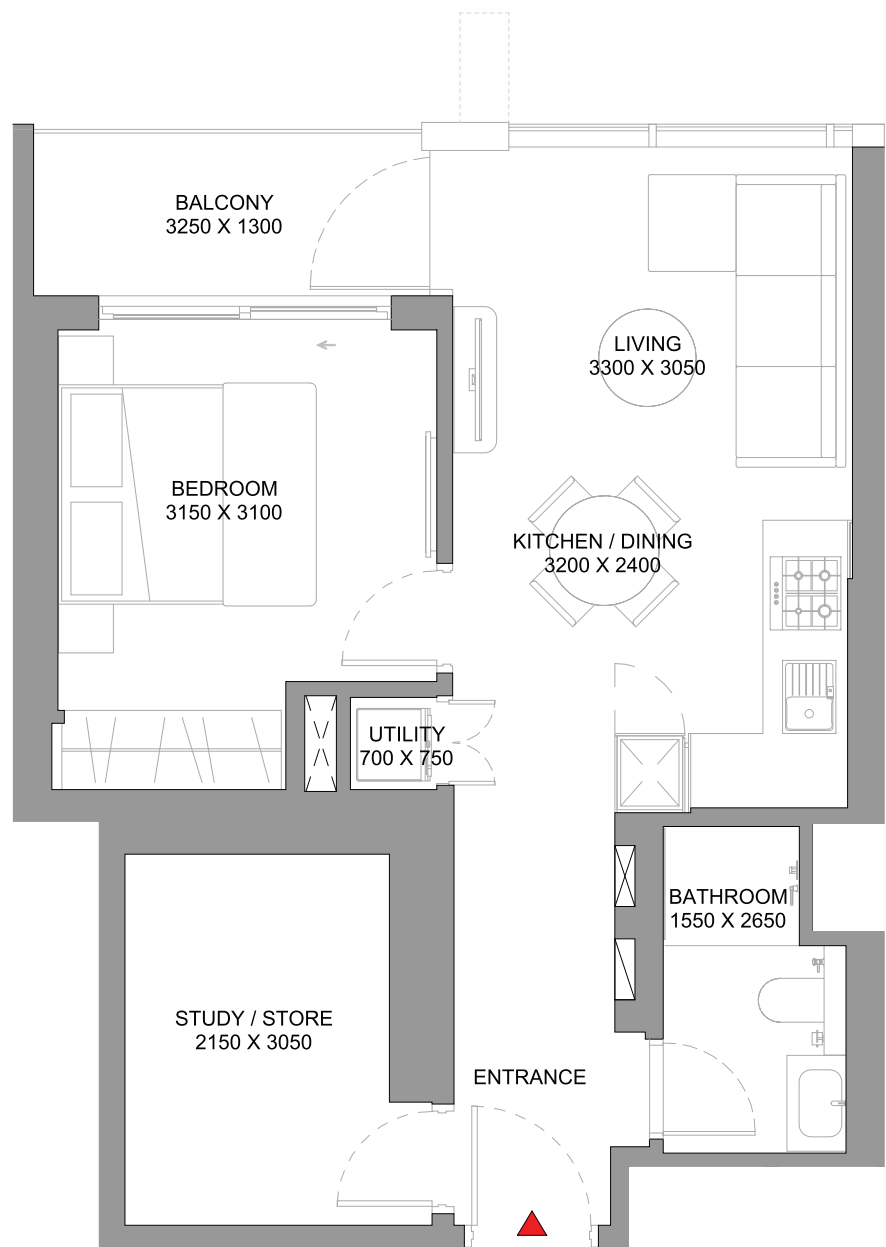 BALCONY
3250 X 1300
LIVING
3300 X 3050
BEDROOM
3150 X 3100
KITCHEN / DINING
3200 X 2400
UTILITY
700 X 750
BATHROOM
1550 X 2650
STUDY / STORE
2150 X 3050
ENTRANCE